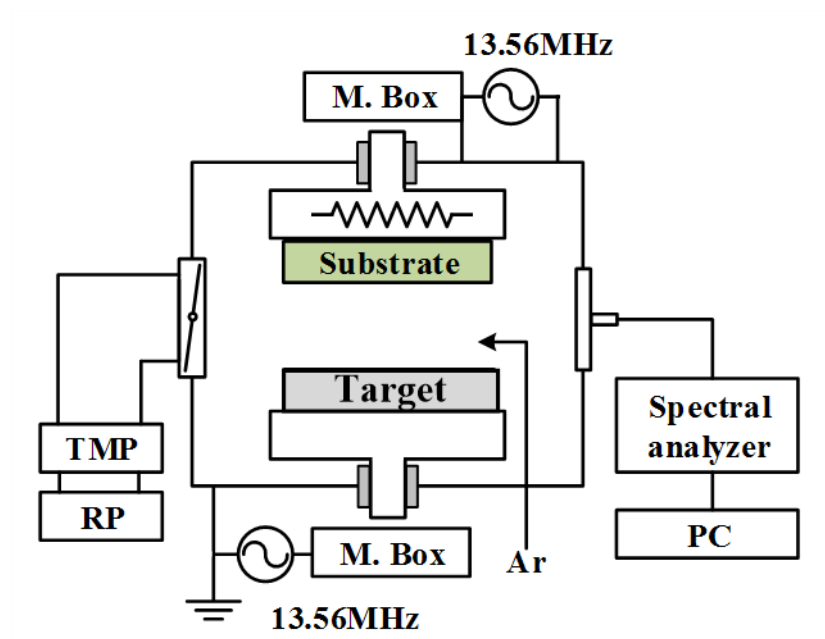 13.56MHz
M. Box
Substrate
Target
Spectral
analyzer
TMP
RP
PC
M. Box
Ar
13.56MHz